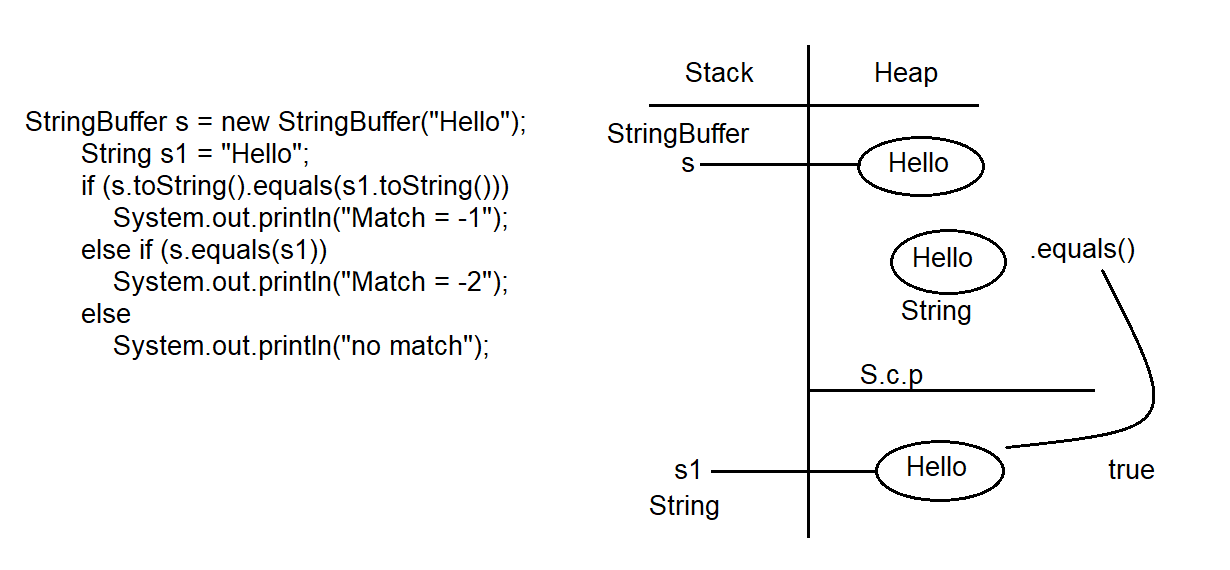 StringBuffer s = new StringBuffer("Hello");
String s1 = "Hello";
if (s.toString().equals(s1.toString()))
System.out.println("Match = -1");
else if (s.equals(s1))
System.out.println("Match = -2");
else
System.out.println("no match");
Stack
Heap
StringBuffer
s
Hello
Hello
.equals()
String
S.c.p
s1
Hello
true
String